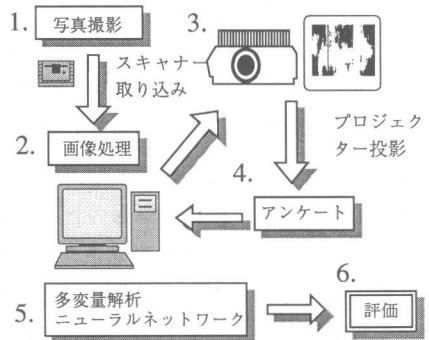 1. 写真撮影
スキャナー
取り込み
2. 画像処理
3.
プロジェク
ター投影
4.
アンケート
5. 多変量解析
ニューラルネットワーク
6.
評価